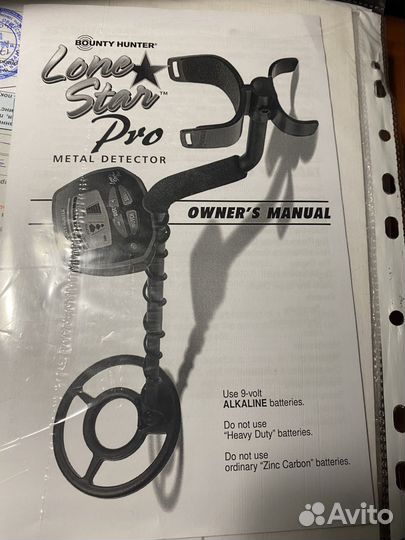 BOUNTY HUNTER®
Lone
Star™
Pro
METAL DETECTOR
OWNER'S MANUAL
Use 9-volt
ALKALINE batteries.
Do not use
"Heavy Duty" batteries.
Do not use
ordinary "Zinc Carbon" batteries.
Avito